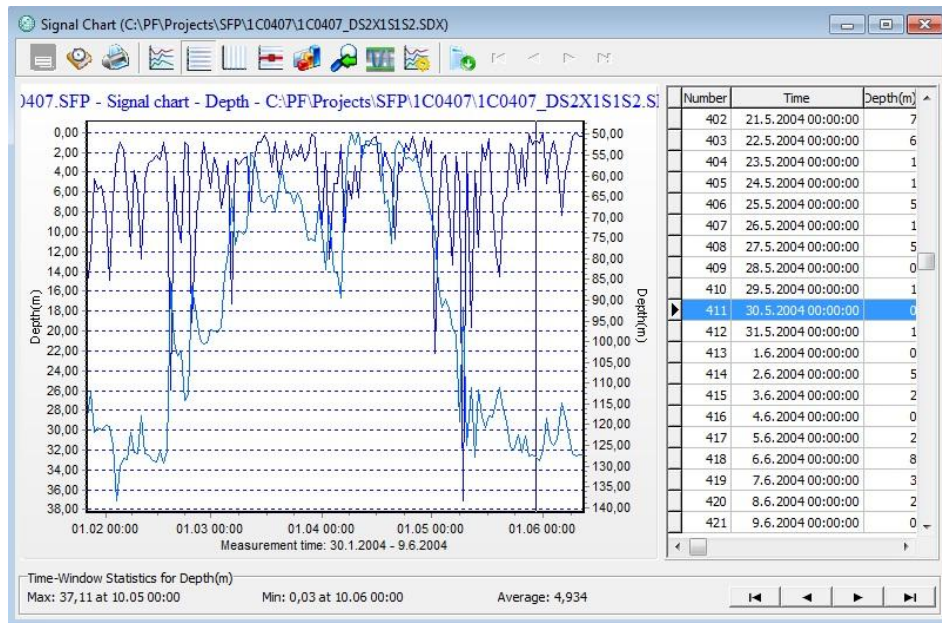 Signal Chart (C:\PF\Projects\SFP\1C0407\1C0407_DS2X1S1S2.SDX)
0407.SFP - Signal chart - Depth - C:\PF\Projects\SFP\1C0407\1C0407_DS2X1S1S2.SI
0,00
2,00
4,00
6,00
8,00
10,00
12,00
14,00
16,00
18,00
20,00
22,00
24,00
26,00
28,00
30,00
32,00
34,00
36,00
38,00
Depth(m)
50,00
55,00
60,00
65,00
70,00
75,00
80,00
85,00
90,00
95,00
100,00
105,00
110,00
115,00
120,00
125,00
130,00
135,00
140,00
Depth(m)
01.02 00:00 01.03 00:00 01.04 00:00 01.05 00:00 01.06 00:00
Measurement time: 30.1.2004 - 9.6.2004
Number Time Depth(m)
402 21.5.2004 00:00:00 7
403 22.5.2004 00:00:00 6
404 23.5.2004 00:00:00 1
405 24.5.2004 00:00:00 1
406 25.5.2004 00:00:00 5
407 26.5.2004 00:00:00 1
408 27.5.2004 00:00:00 5
409 28.5.2004 00:00:00 0
410 29.5.2004 00:00:00 1
411 30.5.2004 00:00:00 0
412 31.5.2004 00:00:00 1
413 1.6.2004 00:00:00 0
414 2.6.2004 00:00:00 5
415 3.6.2004 00:00:00 2
416 4.6.2004 00:00:00 0
417 5.6.2004 00:00:00 2
418 6.6.2004 00:00:00 8
419 7.6.2004 00:00:00 3
420 8.6.2004 00:00:00 2
421 9.6.2004 00:00:00 0
Time-Window Statistics for Depth(m)
Max: 37,11 at 10.05 00:00 Min: 0,03 at 10.06 00:00 Average: 4,934